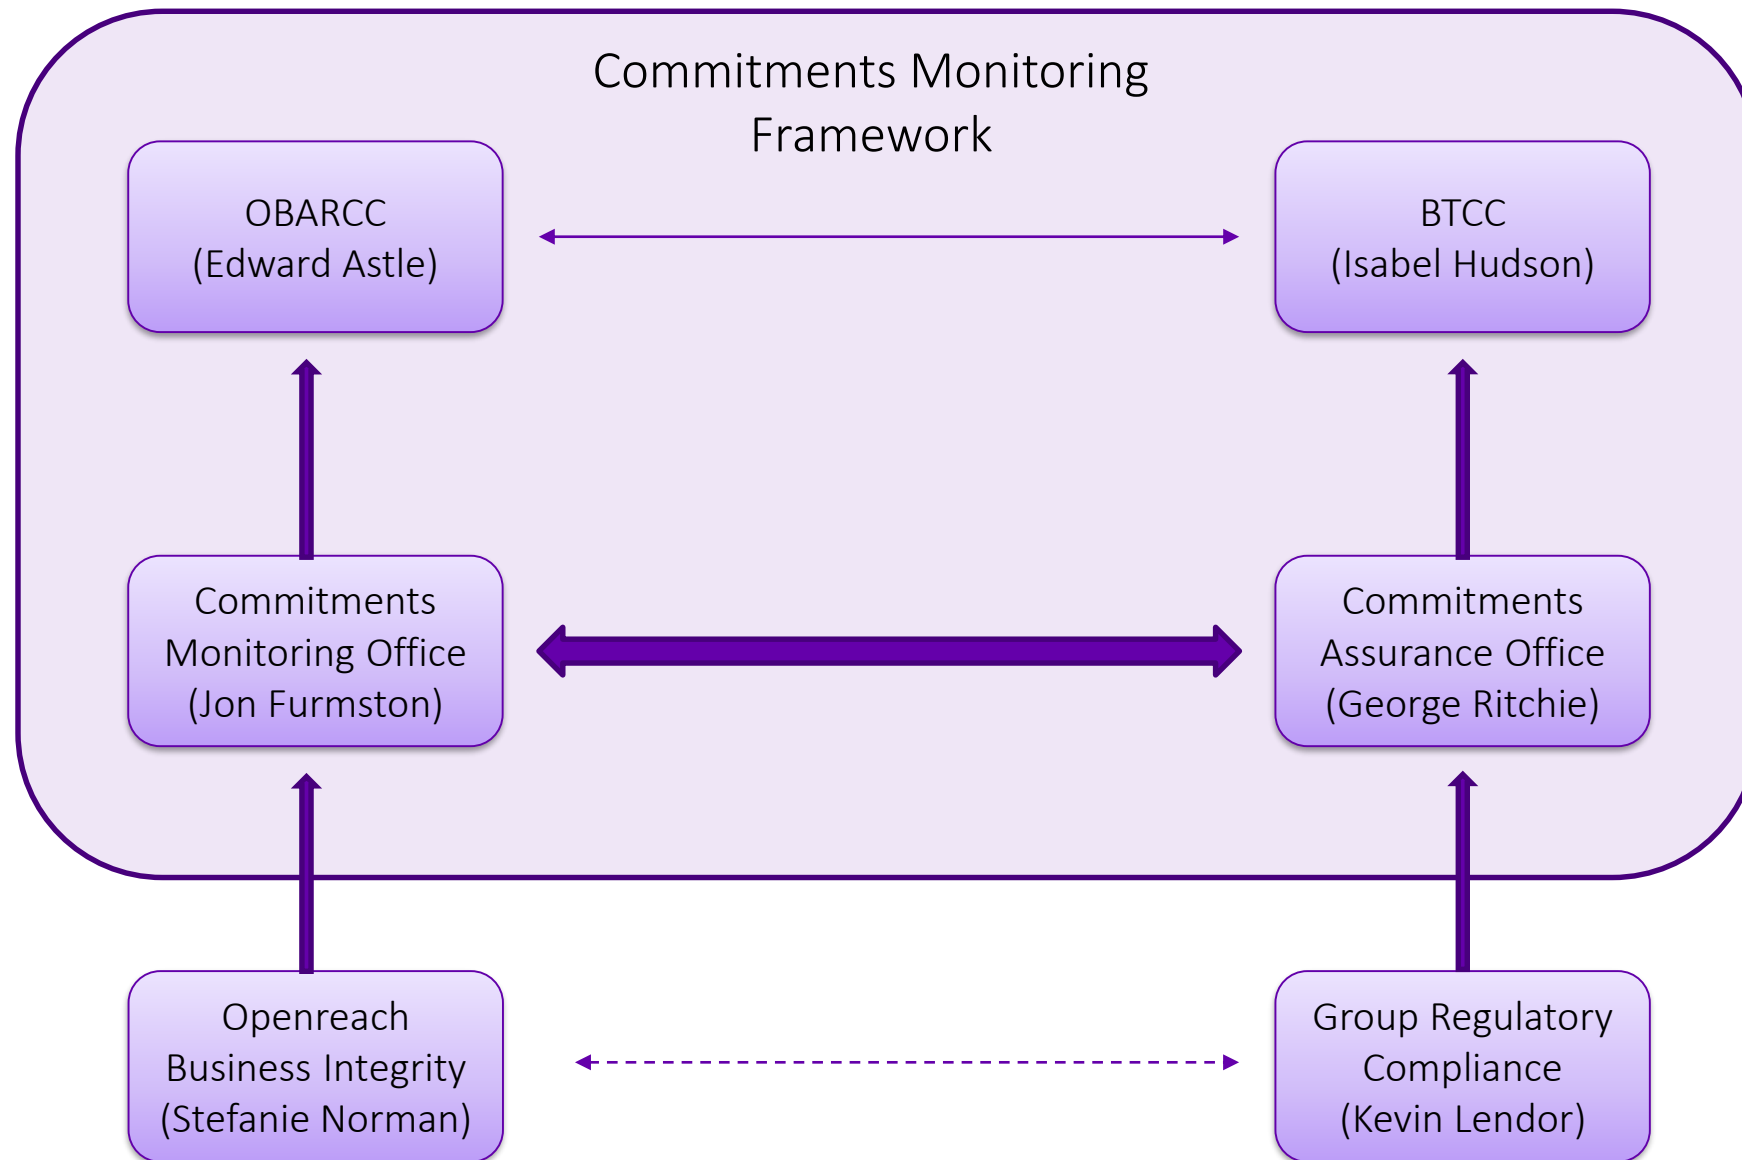 Commitments Monitoring
Framework
OBARCC
(Edward Astle)
BTCC
(Isabel Hudson)
Commitments
Monitoring Office
(Jon Furmston)
Commitments
Assurance Office
(George Ritchie)
Openreach
Business Integrity
(Stefanie Norman)
Group Regulatory
Compliance
(Kevin Lendor)